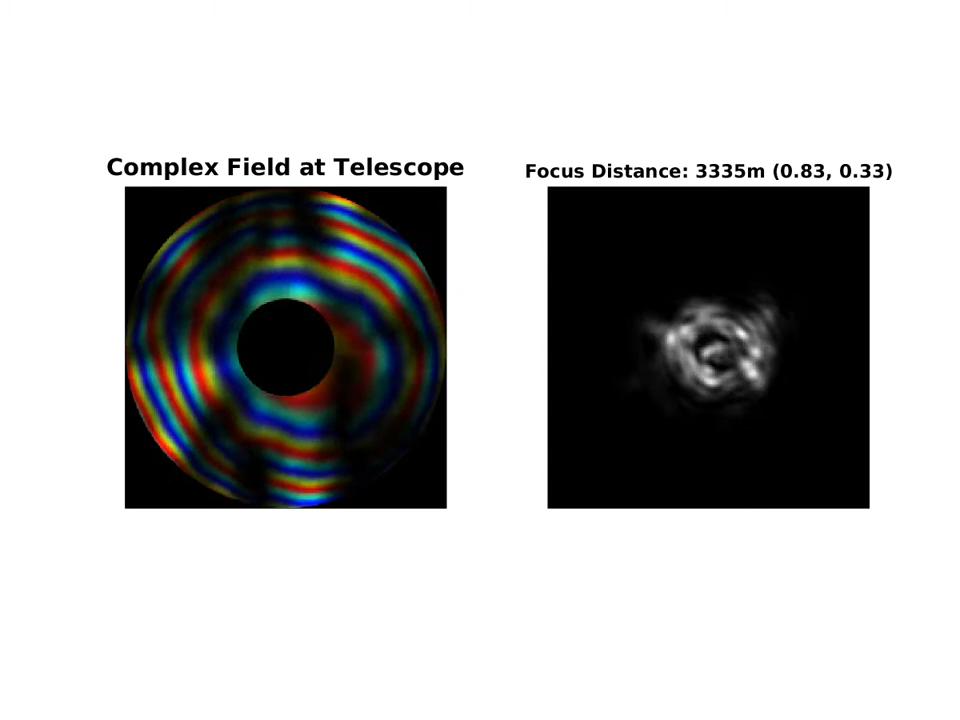 Complex Field at Telescope
Focus Distance: 3335m (0.83, 0.33)